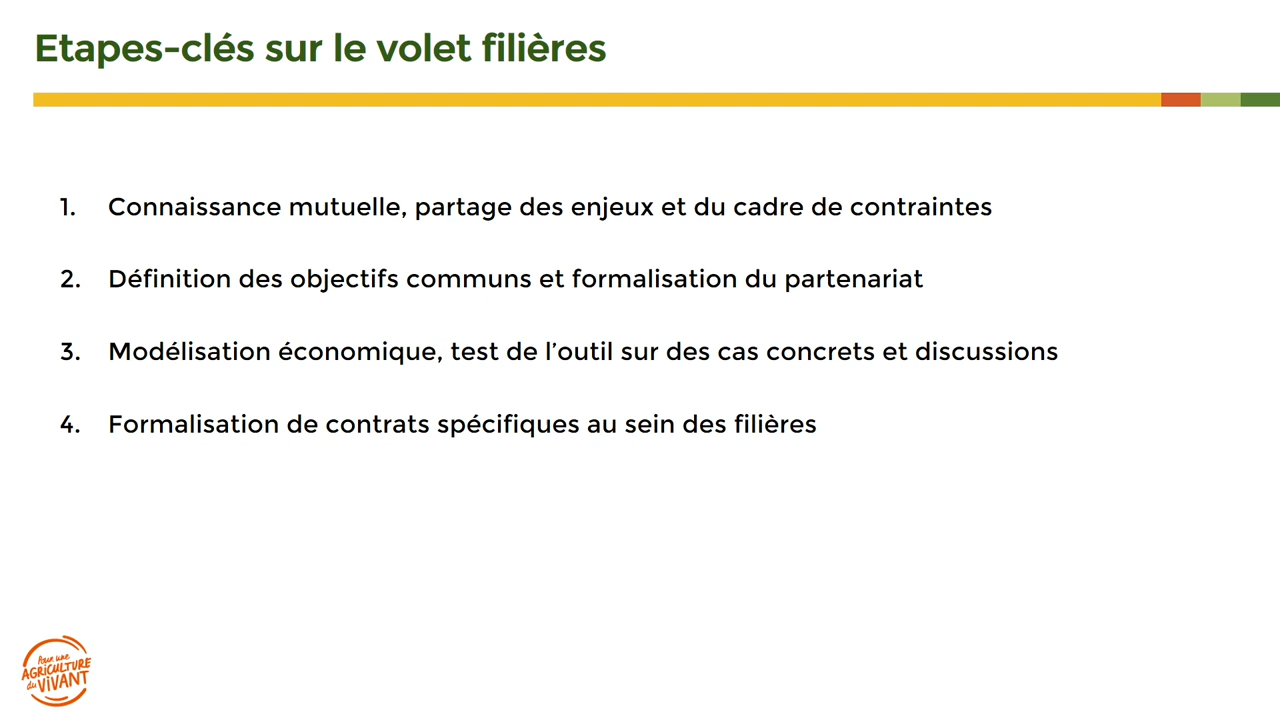 Etapes-clés sur le volet filières
1. Connaissance mutuelle, partage des enjeux et du cadre de contraintes
2. Définition des objectifs communs et formalisation du partenariat
3. Modélisation économique, test de l’outil sur des cas concrets et discussions
4. Formalisation de contrats spécifiques au sein des filières
Pour une
AGRICULTURE
du VIVANT